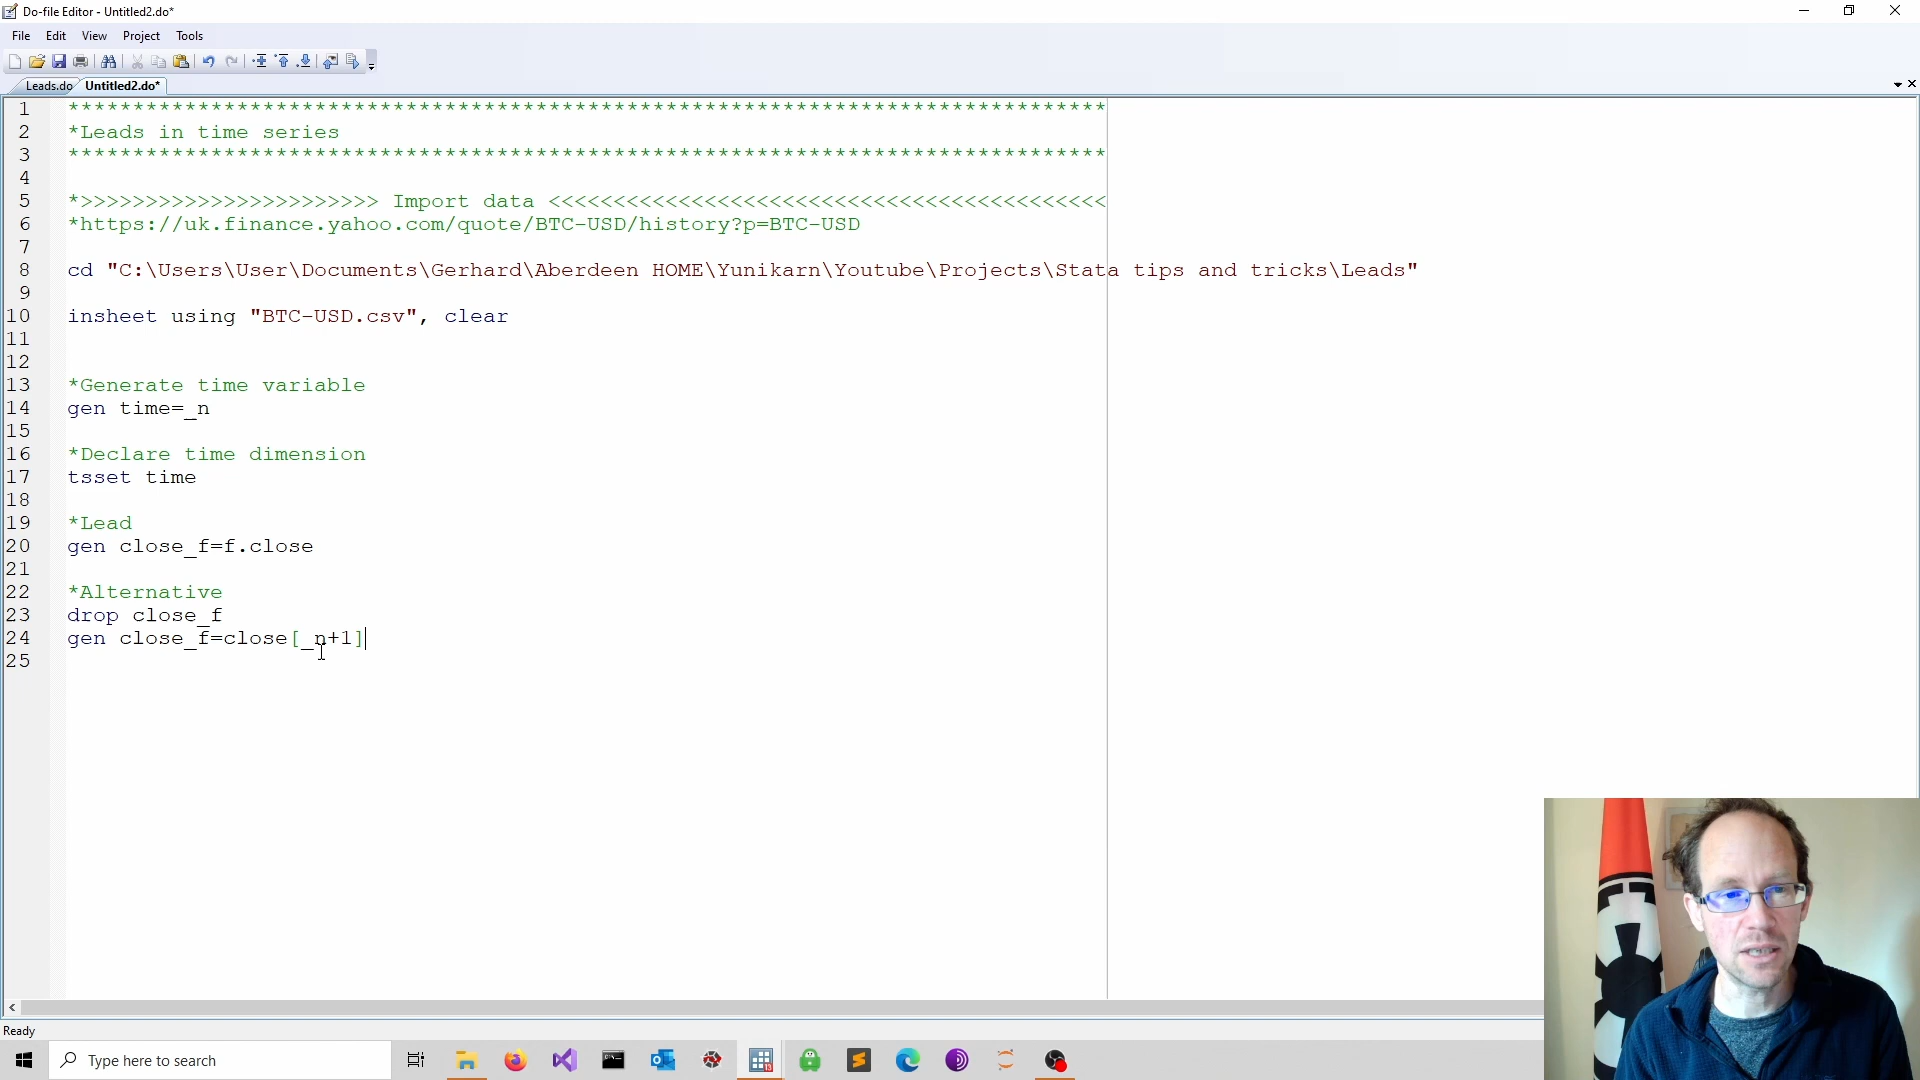 Do-file Editor - Untitled2.do*
File Edit View Project Tools
Leads.do Untitled2.do*
1 ********************************************************************************
2 *Leads in time series
3 ********************************************************************************
4
5 *>>>>>>>>>>>>>>>>>>>>>>> Import data <<<<<<<<<<<<<<<<<<<<<<<<<<<<<<<<<<<<<<<<<<<
6 *https://uk.finance.yahoo.com/quote/BTC-USD/history?p=BTC-USD
7
8 cd "C:\Users\User\Documents\Gerhard\Aberdeen HOME\Yunikarn\Youtube\Projects\Stata tips and tricks\Leads"
9
10 insheet using "BTC-USD.csv", clear
11
12
13 *Generate time variable
14 gen time=_n
15
16 *Declare time dimension
17 tsset time
18
19 *Lead
20 gen close_f=f.close
21
22 *Alternative
23 drop close_f
24 gen close_f=close[_n+1]
25
Ready
Type here to search